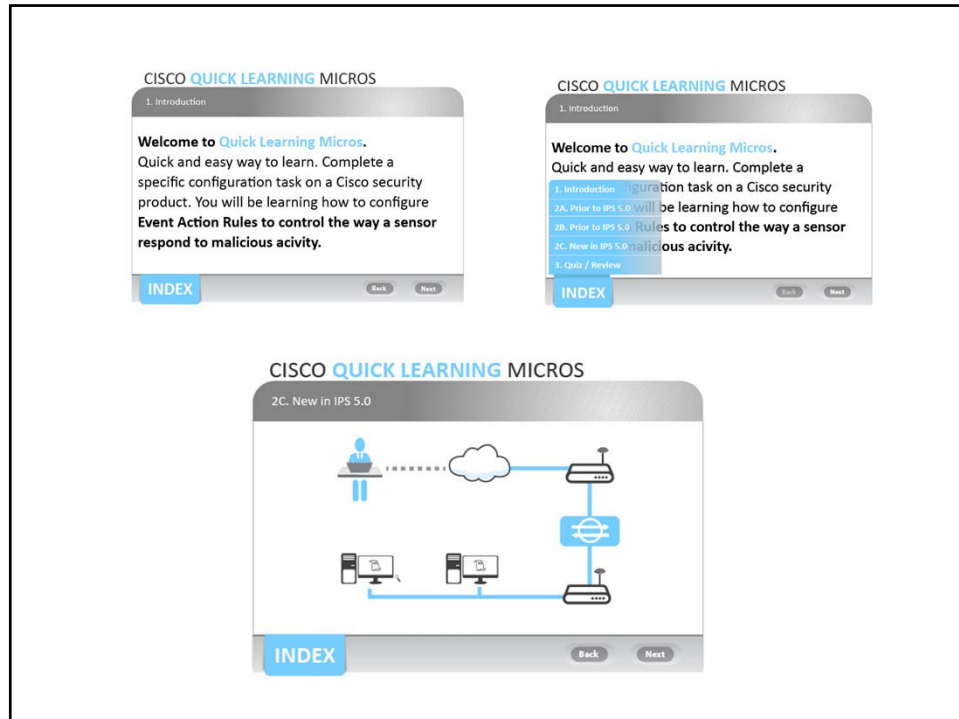 CISCO QUICK LEARNING MICROS
1. Introduction
Welcome to Quick Learning Micros.
Quick and easy way to learn. Complete a
specific configuration task on a Cisco security
product. You will be learning how to configure
Event Action Rules to control the way a sensor
respond to malicious acivity.
INDEX
Back Next
CISCO QUICK LEARNING MICROS
1. Introduction
Welcome to Quick Learning Micros.
Quick and easy way to learn. Complete a
1. Introduction
task on a Cisco security
2A. Prior to IPS 5.0
will be learning how to configure
2B. Prior to IPS 5.0
Rules to control the way a sensor
2C. New in IPS 5.0
malicious acivity.
3. Quiz / Review
INDEX
Back Next
CISCO QUICK LEARNING MICROS
2C. New in IPS 5.0
INDEX
Back Next